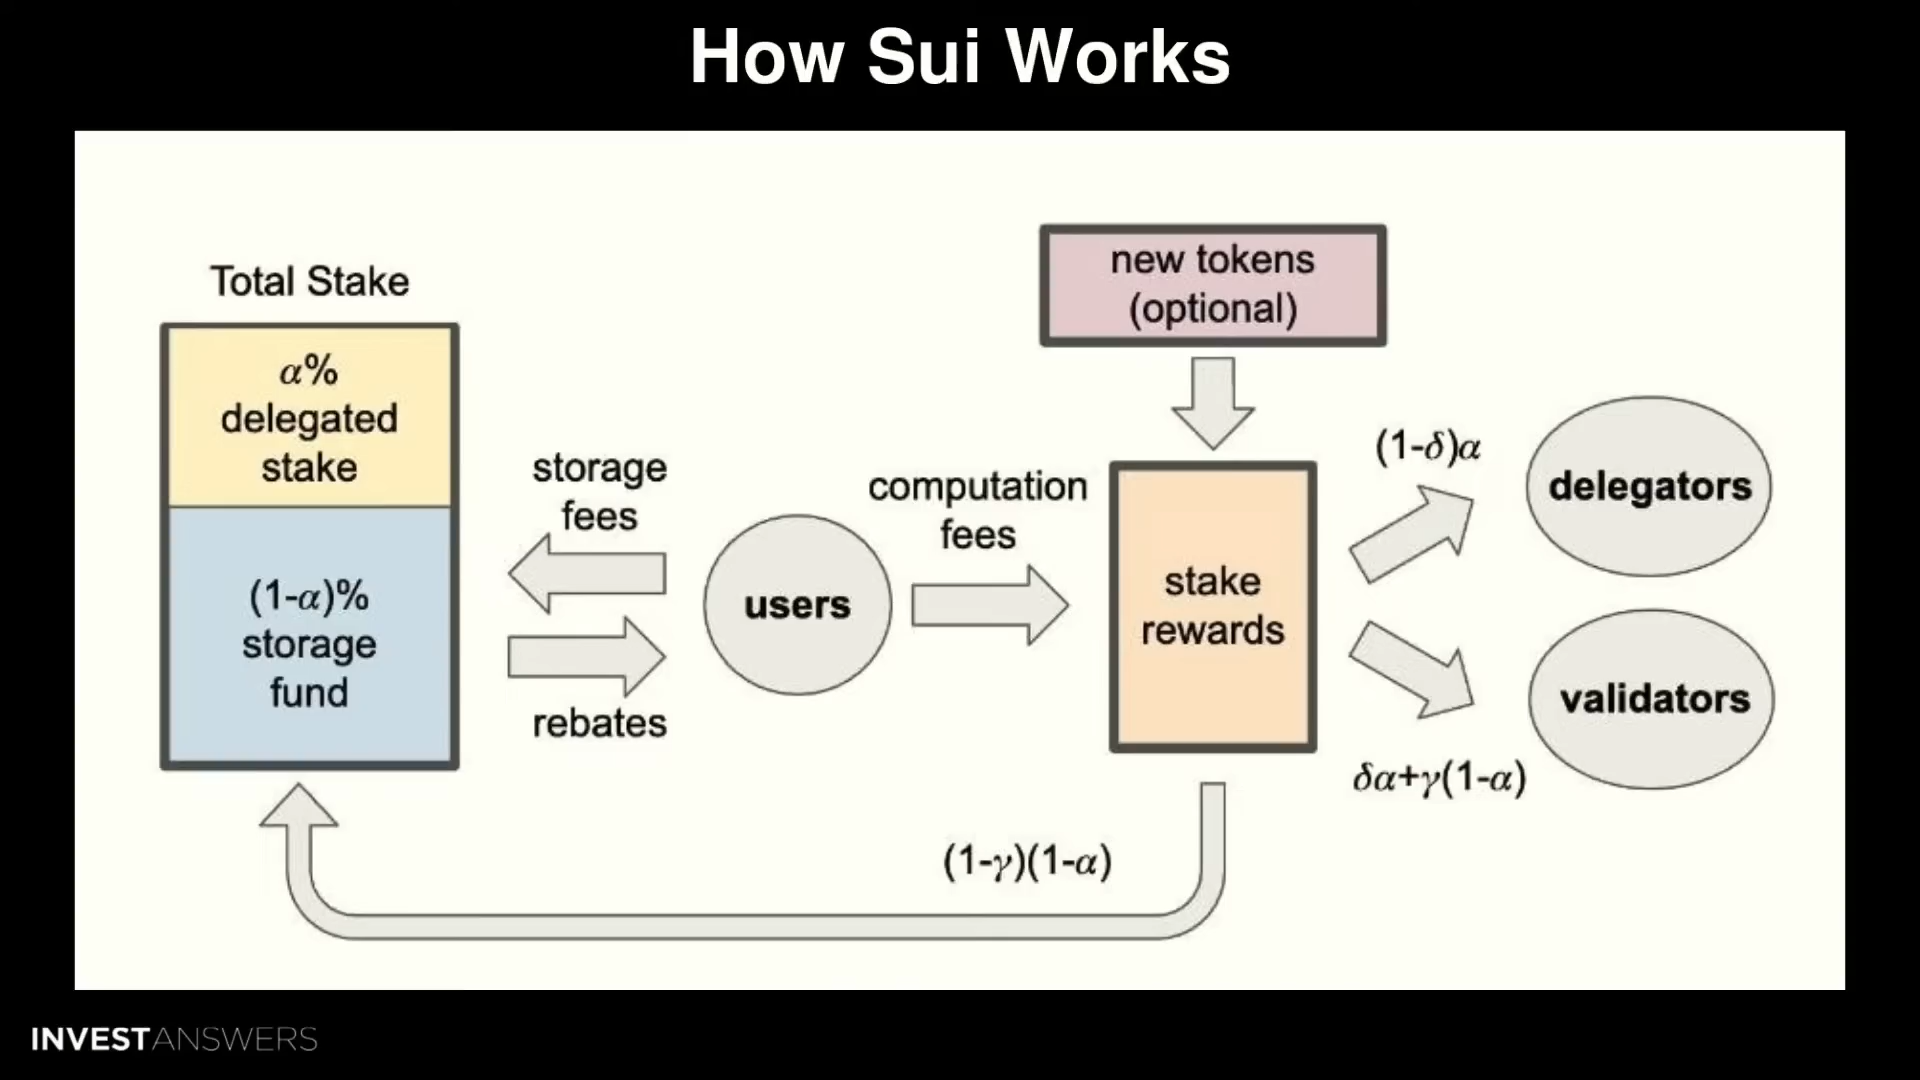 How Sui Works
Total Stake
α%
delegated
stake
(1-α)%
storage
fund
storage
fees
rebates
users
computation
fees
new tokens
(optional)
stake
rewards
(1-δ)α
delegators
validators
δα+γ(1-α)
(1-γ)(1-α)
INVESTANSWERS